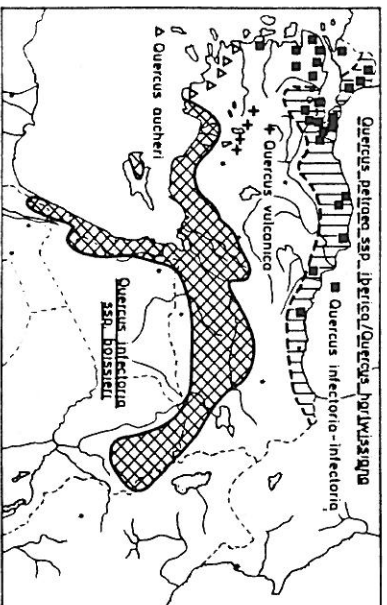 Quercus petraea ssp. iberica/Quercus hartwissiana
Quercus infectoria-infectoria
Quercus vulcanica
Quercus aucheri
Quercus infectoria
ssp. boissieri